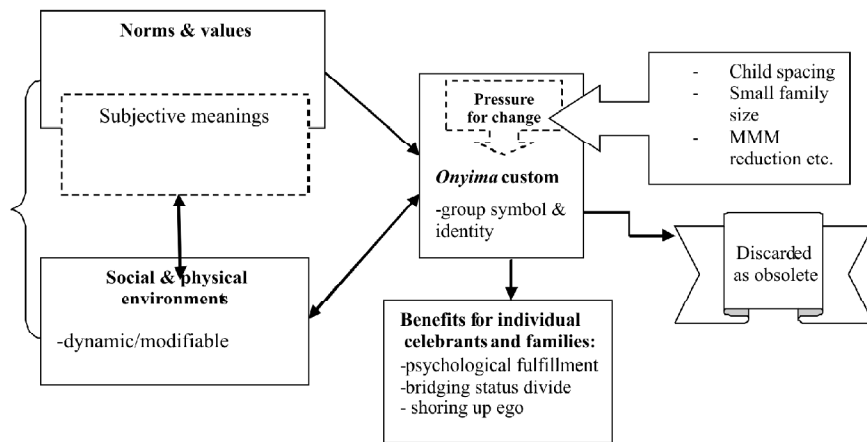 Norms & values
Subjective meanings
Social & physical
environments
-dynamic/modifiable
Pressure
for change
Onyima custom
-group symbol &
identity
- Child spacing
- Small family
size
- MMM
reduction etc.
Discarded
as obsolete
Benefits for individual
celebrants and families:
-psychological fulfillment
-bridging status divide
- shoring up ego